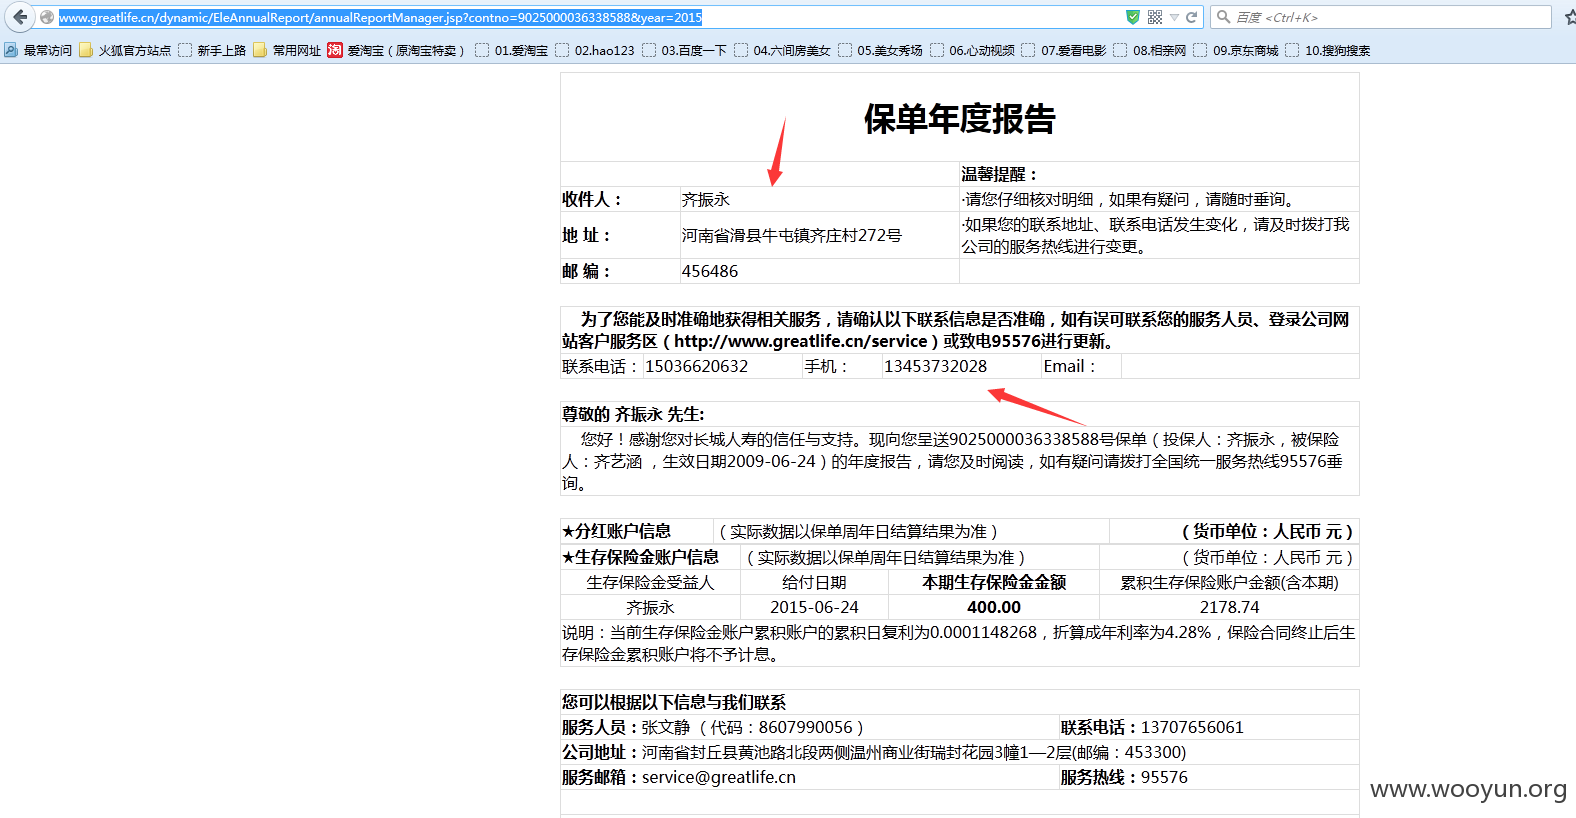 www.greatlife.cn/dynamic/EleAnnualReport/annualReportManager.jsp?contno=9025000036338588&year=2015
百度 <Ctrl+K>
最常访问 火狐官方站点 新手上路 常用网址 淘 爱淘宝（原淘宝特卖） 01.爱淘宝 02.hao123 03.百度一下 04.六间房美女 05.美女秀场 06.心动视频 07.爱看电影 08.相亲网 09.京东商城 10.搜狗搜索
保单年度报告
温馨提醒：
收件人： 齐振永 ·请您仔细核对明细，如果有疑问，请随时垂询。
地 址： 河南省滑县牛屯镇齐庄村272号 ·如果您的联系地址、联系电话发生变化，请及时拨打我
公司的服务热线进行变更。
邮 编： 456486
为了您能及时准确地获得相关服务，请确认以下联系信息是否准确，如有误可联系您的服务人员、登录公司网
站客户服务区（http://www.greatlife.cn/service）或致电95576进行更新。
联系电话： 15036620632 手机： 13453732028 Email：
尊敬的 齐振永 先生:
您好！感谢您对长城人寿的信任与支持。现向您呈送9025000036338588号保单（投保人：齐振永，被保险
人：齐艺涵 ，生效日期2009-06-24）的年度报告，请您及时阅读，如有疑问请拨打全国统一服务热线95576垂
询。
★分红账户信息 （实际数据以保单周年日结算结果为准） （货币单位：人民币 元）
★生存保险金账户信息 （实际数据以保单周年日结算结果为准） （货币单位：人民币 元）
生存保险金受益人 给付日期 本期生存保险金金额 累积生存保险账户金额(含本期)
齐振永 2015-06-24 400.00 2178.74
说明：当前生存保险金账户累积账户的累积日复利为0.0001148268，折算成年利率为4.28%，保险合同终止后生
存保险金累积账户将不予计息。
您可以根据以下信息与我们联系
服务人员：张文静 （代码：8607990056） 联系电话：13707656061
公司地址：河南省封丘县黄池路北段两侧温州商业街瑞封花园3幢1—2层(邮编：453300)
服务邮箱：service@greatlife.cn 服务热线：95576
www.wooyun.org